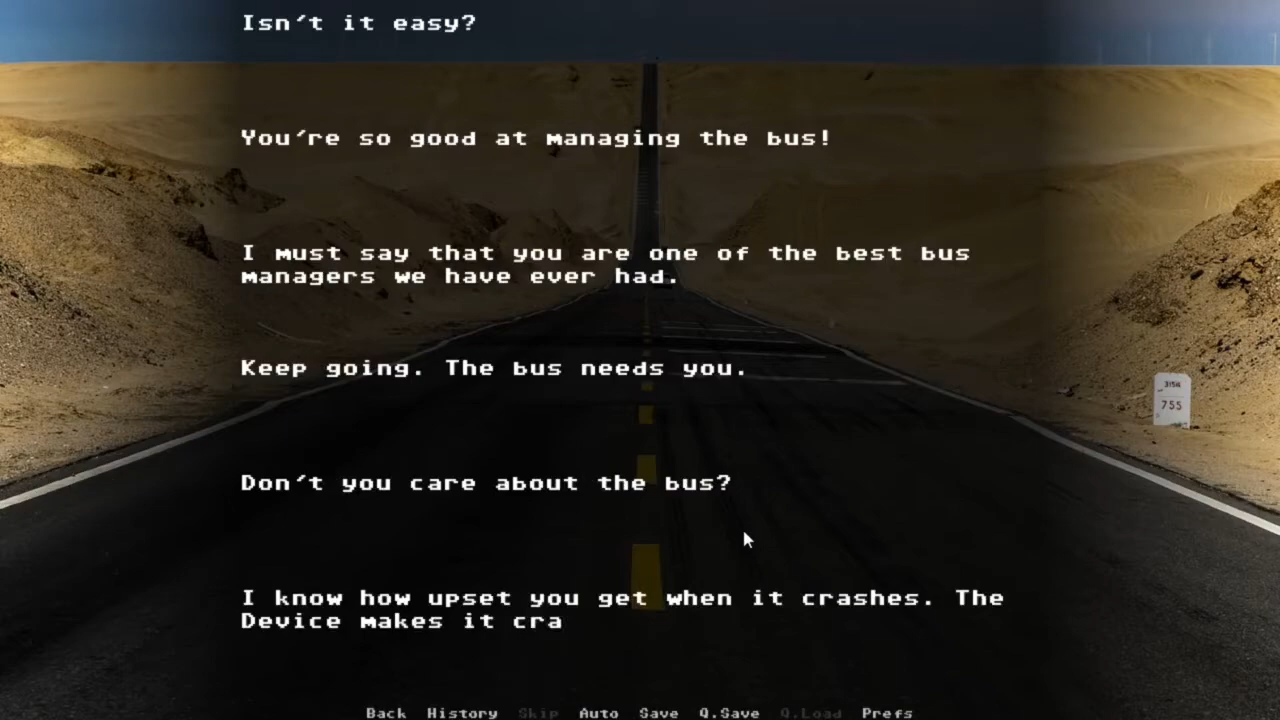 Isn't it easy?
You're so good at managing the bus!
I must say that you are one of the best bus
managers we have ever had.
Keep going. The bus needs you.
Don't you care about the bus?
I know how upset you get when it crashes. The
Device makes it cra
3154
755
Back History Skip Auto Save Q.Save Q.Load Prefs